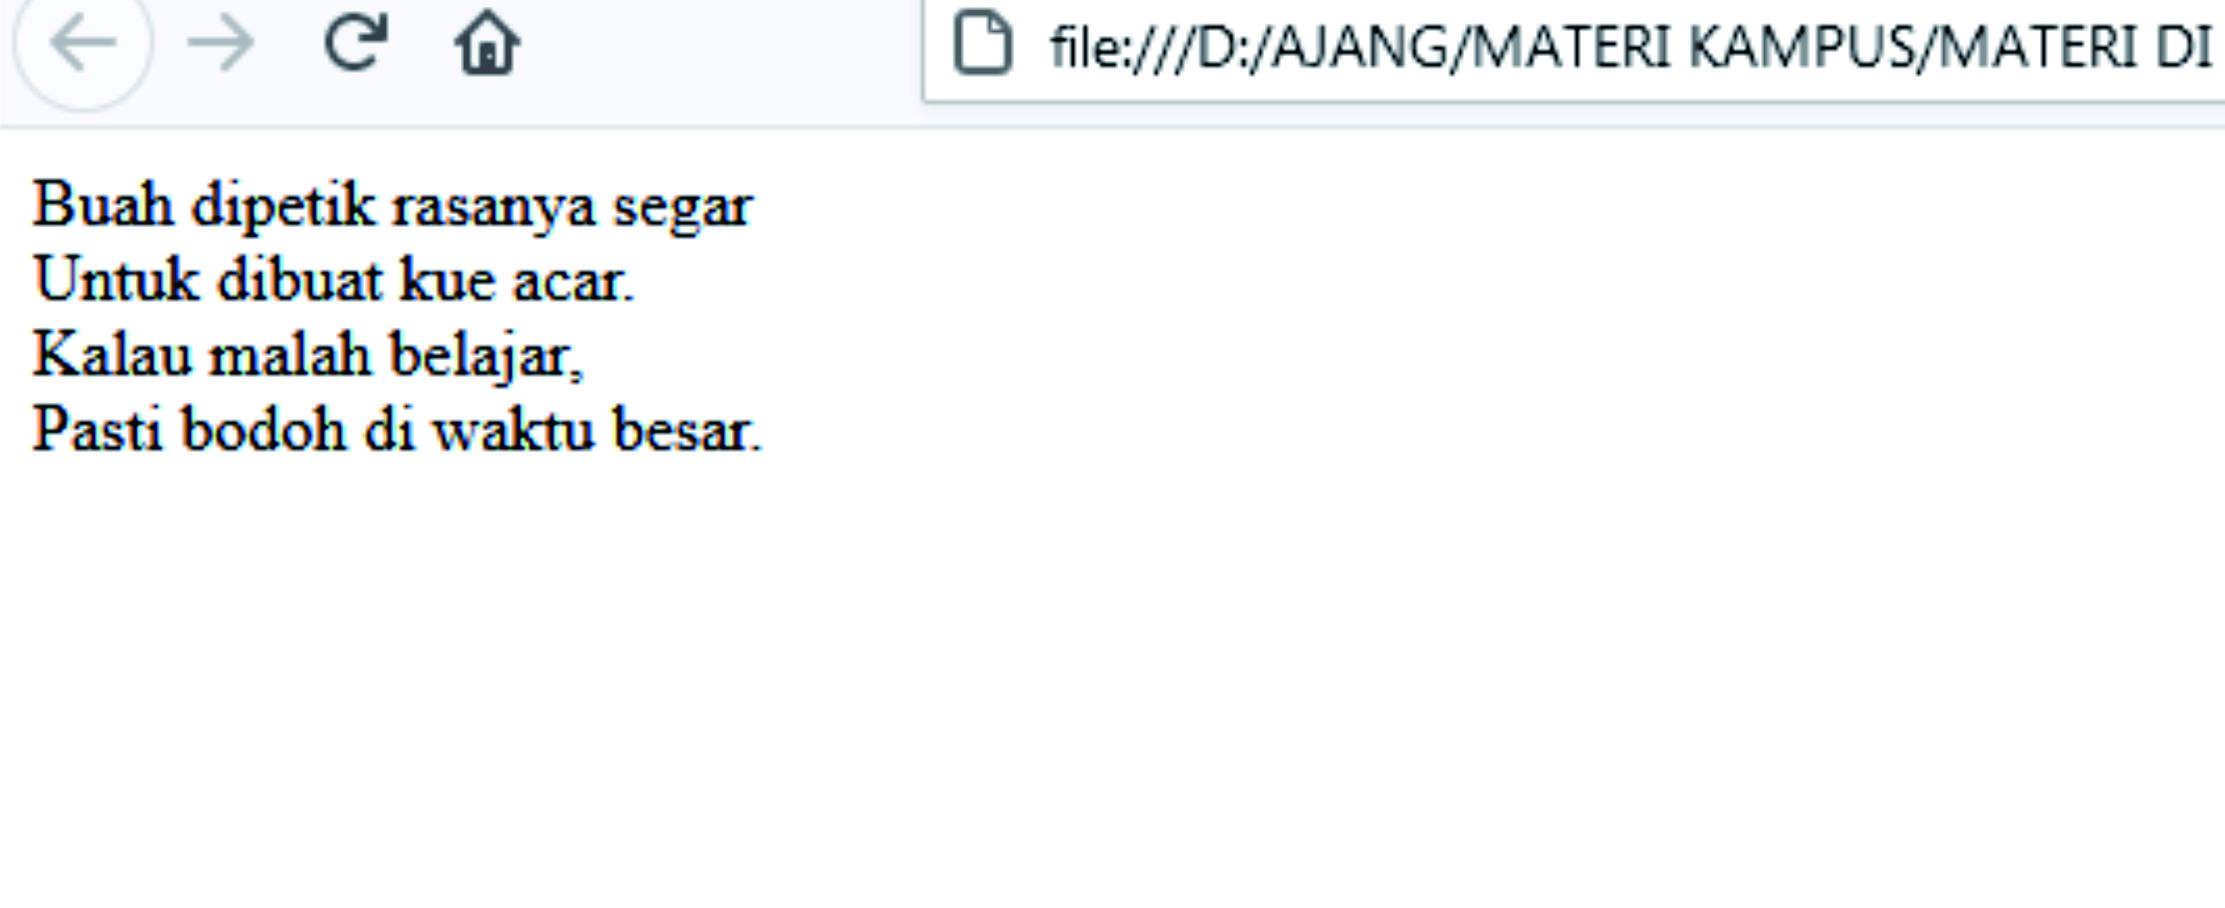 file:///D:/AJANG/MATERI KAMPUS/MATERI DI
Buah dipetik rasanya segar
Untuk dibuat kue acar.
Kalau malah belajar,
Pasti bodoh di waktu besar.